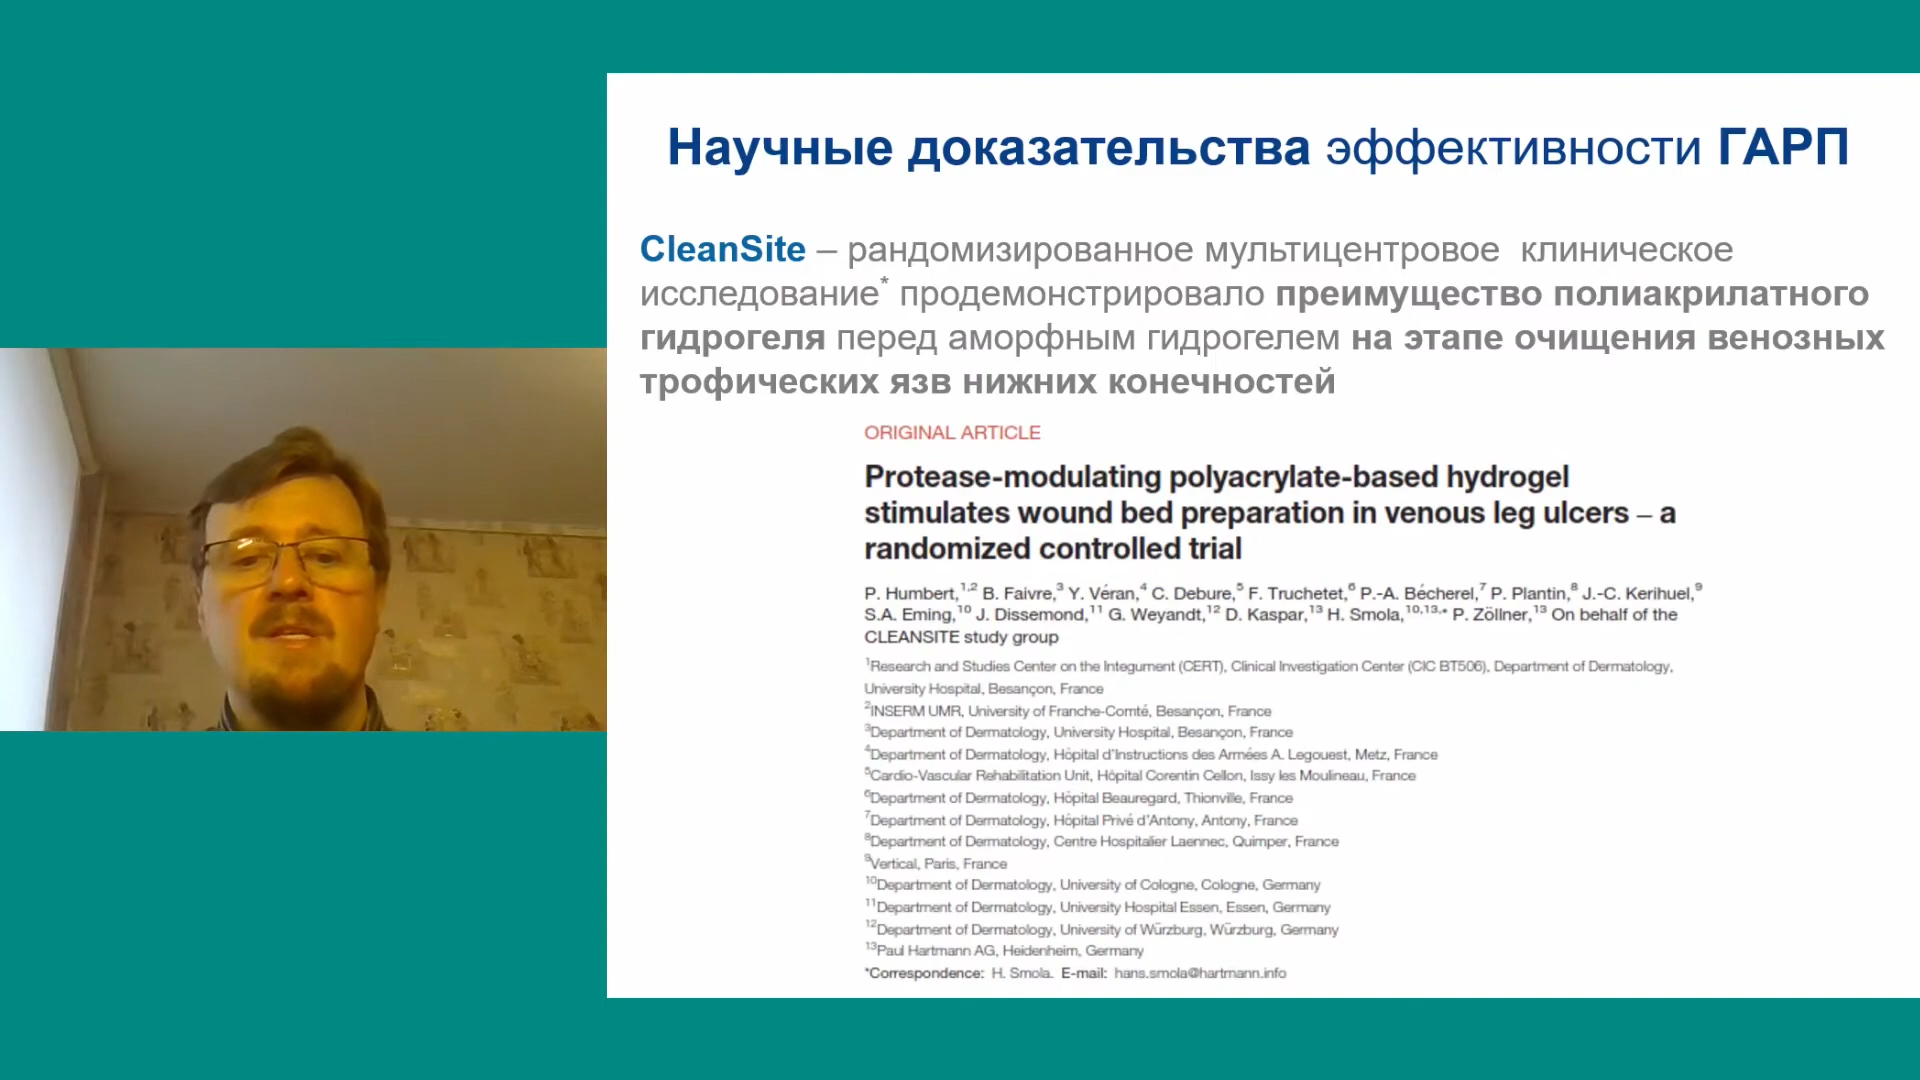 Научные доказательства эффективности ГАРП
CleanSite – рандомизированное мультицентровое клиническое
исследование* продемонстрировало преимущество полиакрилатного
гидрогеля перед аморфным гидрогелем на этапе очищения венозных
трофических язв нижних конечностей
ORIGINAL ARTICLE
Protease-modulating polyacrylate-based hydrogel
stimulates wound bed preparation in venous leg ulcers – a
randomized controlled trial
P. Humbert,1,2 B. Faivre,3 Y. Véran,4 C. Debure,5 F. Truchetet,6 P.-A. Bécherel,7 P. Plantin,8 J.-C. Kerihuel,9
S.A. Eming,10 J. Dissemond,11 G. Weyandt,12 D. Kaspar,13 H. Smola,10,13,* P. Zöllner,13 On behalf of the
CLEANSITE study group
1Research and Studies Center on the Integument (CERT), Clinical Investigation Center (CIC BT506), Department of Dermatology,
University Hospital, Besançon, France
2INSERM UMR, University of Franche-Comté, Besançon, France
3Department of Dermatology, University Hospital, Besançon, France
4Department of Dermatology, Hôpital d'Instructions des Armées A. Legouest, Metz, France
5Cardio-Vascular Rehabilitation Unit, Hôpital Corentin Cellon, Issy les Moulineau, France
6Department of Dermatology, Hôpital Beauregard, Thionville, France
7Department of Dermatology, Hôpital Privé d'Antony, Antony, France
8Department of Dermatology, Centre Hospitalier Laennec, Quimper, France
9Vertical, Paris, France
10Department of Dermatology, University of Cologne, Cologne, Germany
11Department of Dermatology, University Hospital Essen, Essen, Germany
12Department of Dermatology, University of Würzburg, Würzburg, Germany
13Paul Hartmann AG, Heidenheim, Germany
*Correspondence: H. Smola. E-mail: hans.smola@hartmann.info